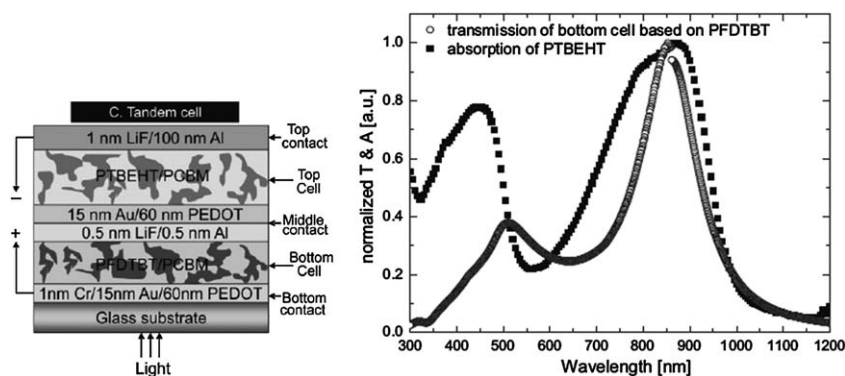 C. Tandem cell
1 nm LiF/100 nm Al
Top contact
PTBEHT/PCBM
Top Cell
15 nm Au/60 nm PEDOT
Middle contact
0.5 nm LiF/0.5 nm Al
PFDTBT/PCBM
Bottom Cell
1nm Cr/15nm Au/60nm PEDOT
Bottom contact
Glass substrate
Light
−
+
transmission of bottom cell based on PFDTBT
absorption of PTBEHT
normalized T & A [a.u.]
1.0
0.8
0.6
0.4
0.2
0.0
300 400 500 600 700 800 900 1000 1100 1200
Wavelength [nm]